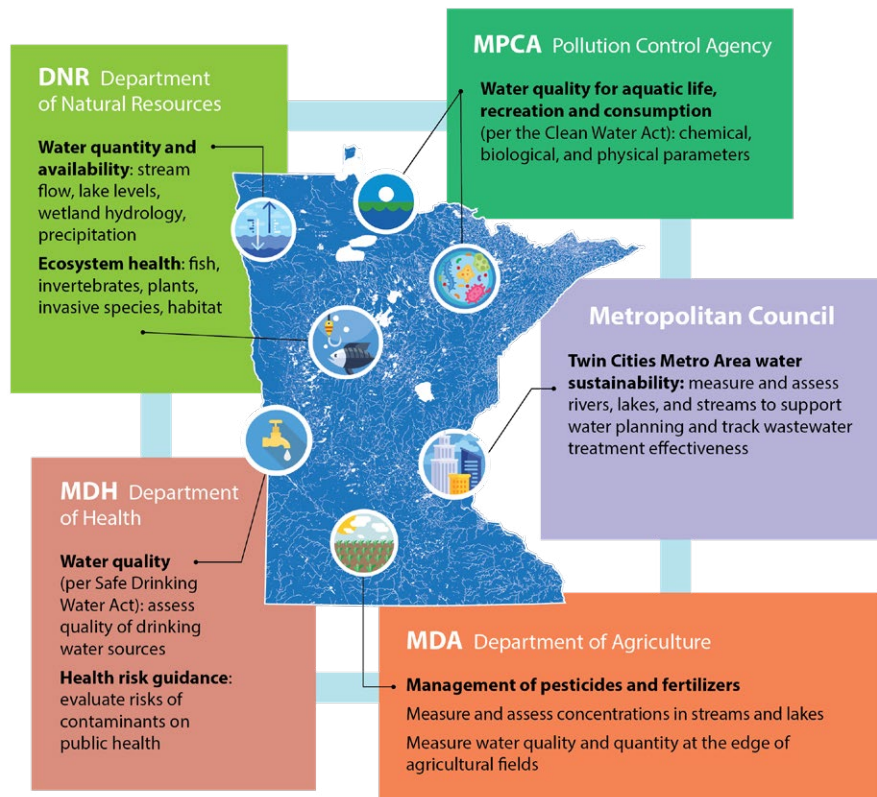 DNR Department
of Natural Resources
Water quantity and
availability: stream
flow, lake levels,
wetland hydrology,
precipitation
Ecosystem health: fish,
invertebrates, plants,
invasive species, habitat
MPCA Pollution Control Agency
Water quality for aquatic life,
recreation and consumption
(per the Clean Water Act): chemical,
biological, and physical parameters
Metropolitan Council
Twin Cities Metro Area water
sustainability: measure and assess
rivers, lakes, and streams to support
water planning and track wastewater
treatment effectiveness
MDH Department
of Health
Water quality
(per Safe Drinking
Water Act): assess
quality of drinking
water sources
Health risk guidance:
evaluate risks of
contaminants on
public health
MDA Department of Agriculture
Management of pesticides and fertilizers
Measure and assess concentrations in streams and lakes
Measure water quality and quantity at the edge of
agricultural fields